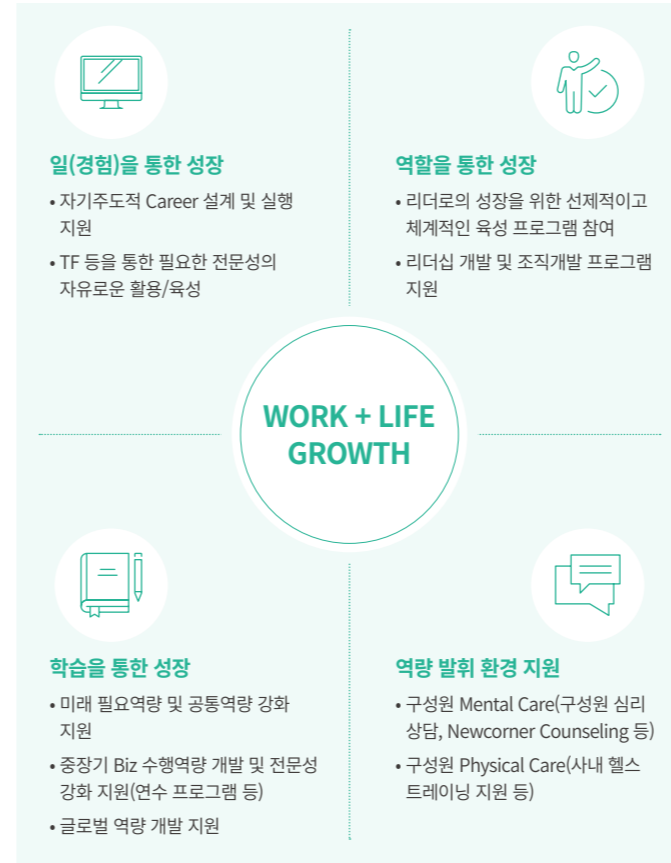 일(경험)을 통한 성장
• 자기주도적 Career 설계 및 실행
지원
• TF 등을 통한 필요한 전문성의
자유로운 활용/육성
역할을 통한 성장
• 리더로의 성장을 위한 선제적이고
체계적인 육성 프로그램 참여
• 리더십 개발 및 조직개발 프로그램
지원
WORK + LIFE
GROWTH
학습을 통한 성장
• 미래 필요역량 및 공통역량 강화
지원
• 중장기 Biz 수행역량 개발 및 전문성
강화 지원(연수 프로그램 등)
• 글로벌 역량 개발 지원
역량 발휘 환경 지원
• 구성원 Mental Care(구성원 심리
상담, Newcorner Counseling 등)
• 구성원 Physical Care(사내 헬스
트레이닝 지원 등)